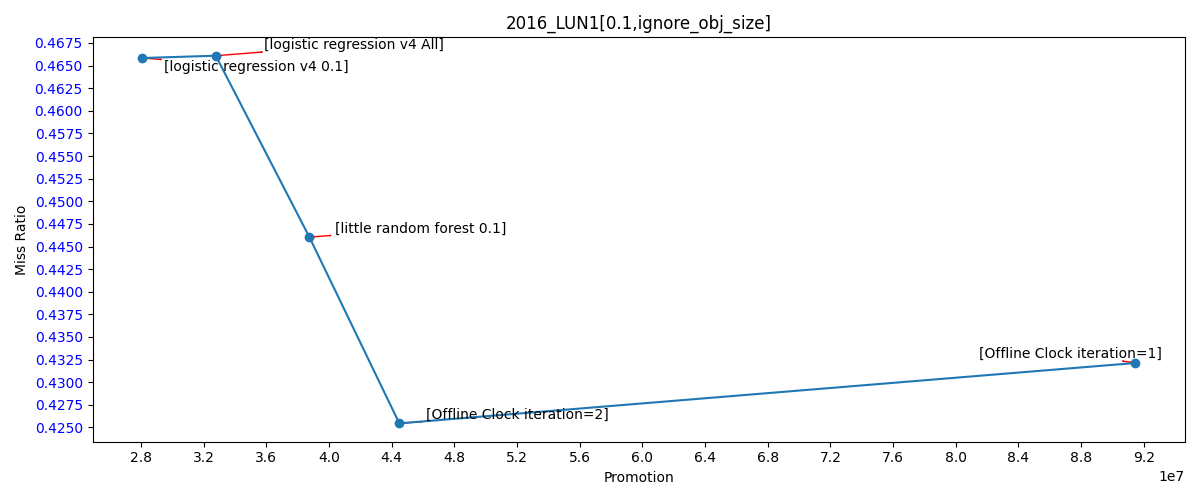 2016_LUN1[0.1,ignore_obj_size]
0.4675
0.4650
0.4625
0.4600
0.4575
0.4550
0.4525
0.4500
0.4475
0.4450
0.4425
0.4400
0.4375
0.4350
0.4325
0.4300
0.4275
0.4250
Miss Ratio
[logistic regression v4 All]
[logistic regression v4 0.1]
[little random forest 0.1]
[Offline Clock iteration=1]
[Offline Clock iteration=2]
2.8 3.2 3.6 4.0 4.4 4.8 5.2 5.6 6.0 6.4 6.8 7.2 7.6 8.0 8.4 8.8 9.2
1e7
Promotion